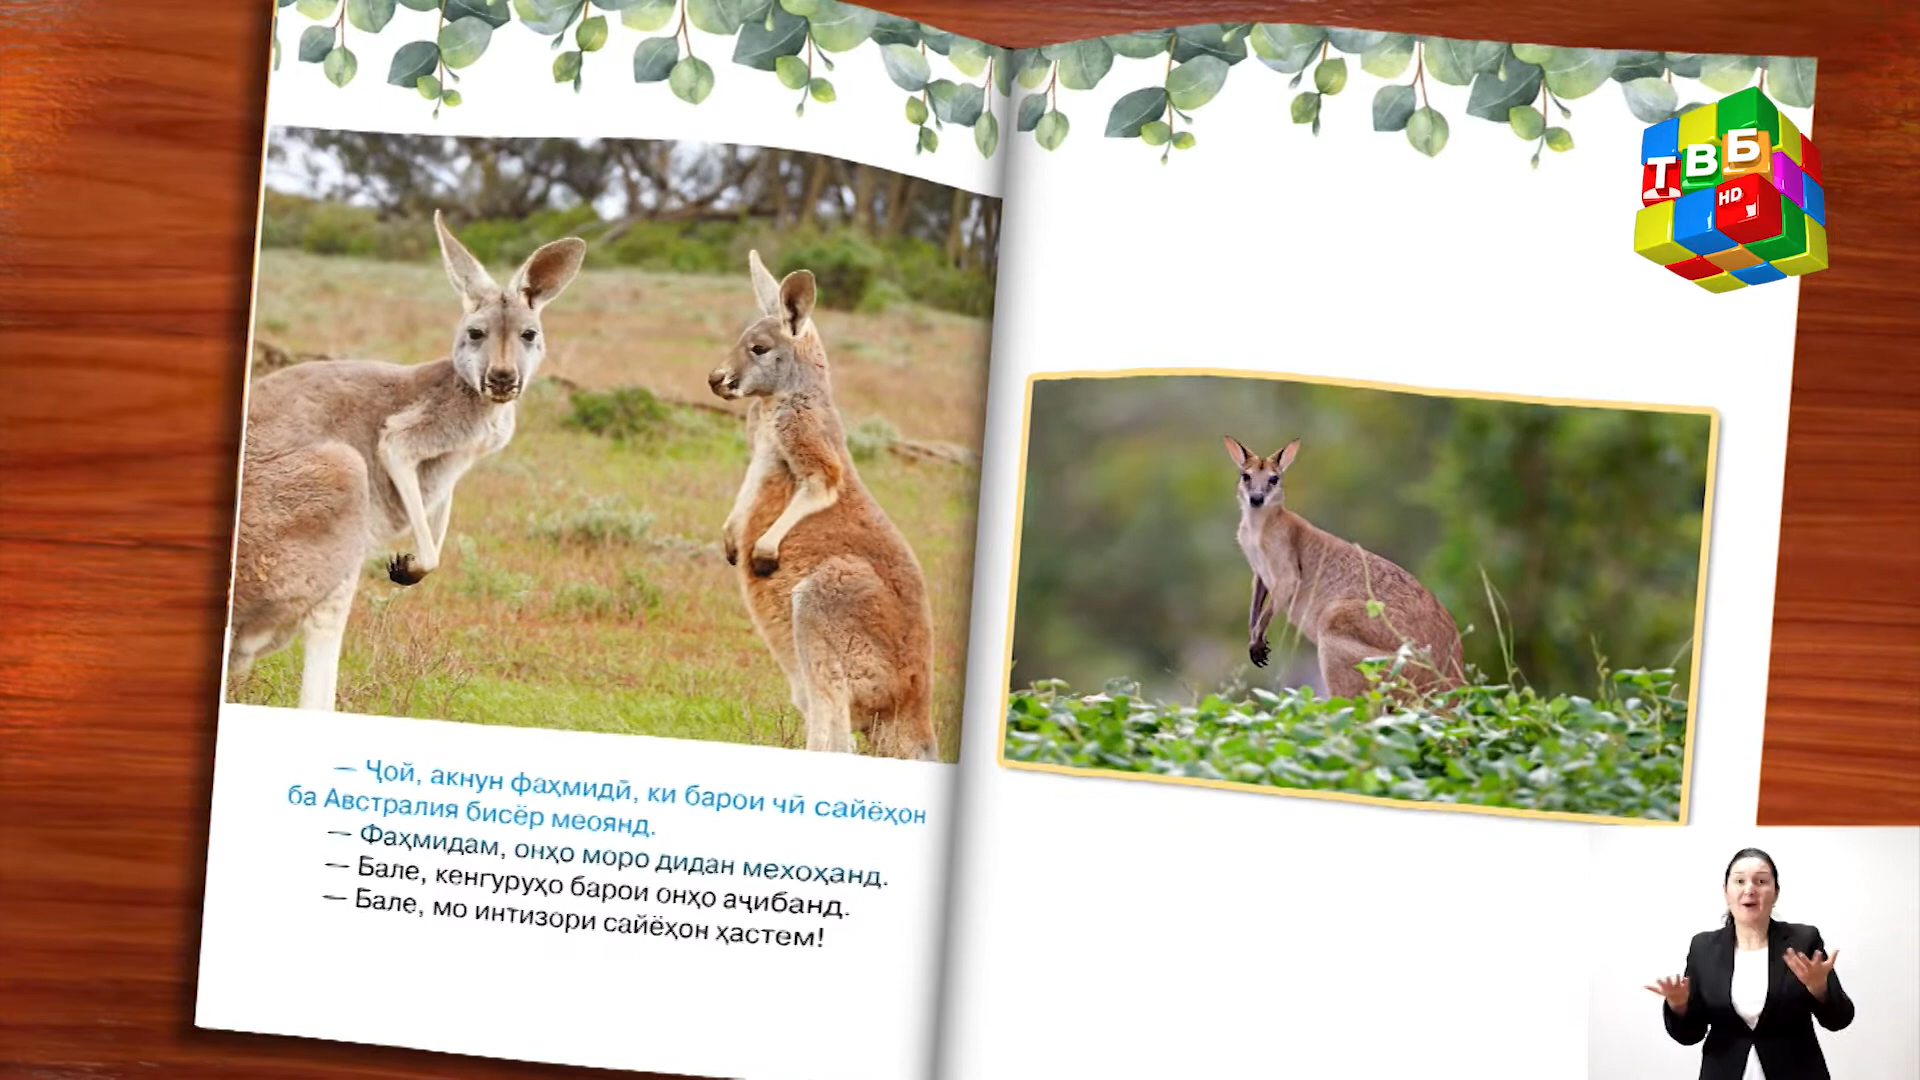 ТВБ
HD
— Ҷой, акнун фаҳмидӣ, ки барои чӣ сайёҳон
ба Австралия бисёр меоянд.
— Фаҳмидам, онҳо моро дидан мехоҳанд.
— Бале, кенгуруҳо барои онҳо аҷибанд.
— Бале, мо интизори сайёҳон ҳастем!